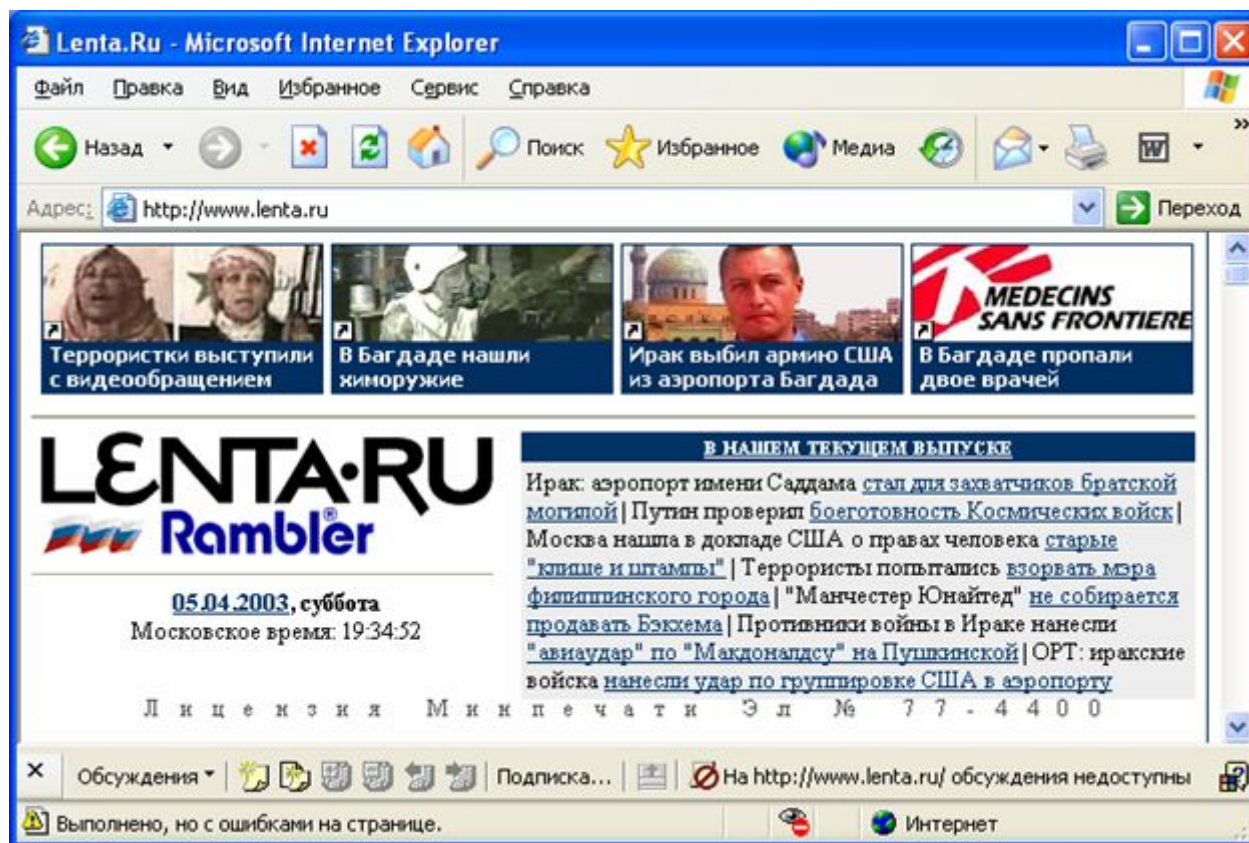 Lenta.Ru - Microsoft Internet Explorer
Файл Правка Вид Избранное Сервис Справка
Назад Поиск Избранное Медиа »
Адрес: http://www.lenta.ru Переход
MEDECINS
SANS FRONTIERE
Террористки выступили
с видеообращением
В Багдаде нашли
химоружие
Ирак выбил армию США
из аэропорта Багдада
В Багдаде пропали
двое врачей
LENTA·RU
Rambler®
05.04.2003, суббота
Московское время: 19:34:52
В НАШЕМ ТЕКУЩЕМ ВЫПУСКЕ
Ирак: аэропорт имени Саддама стал для захватчиков братской
могилой | Путин проверил боеготовность Космических войск |
Москва нашла в докладе США о правах человека старые
"клише и штампы" | Террористы попытались взорвать мэра
филиппинского города | "Манчестер Юнайтед" не собирается
продавать Бэкхема | Противники войны в Ираке нанесли
"авиаудар" по "Макдоналдсу" на Пушкинской | ОРТ: иракские
войска нанесли удар по группировке США в аэропорту
Лицензия Минпечати Эл № 77-4400
Обсуждения Подписка... На http://www.lenta.ru/ обсуждения недоступны
Выполнено, но с ошибками на странице. Интернет